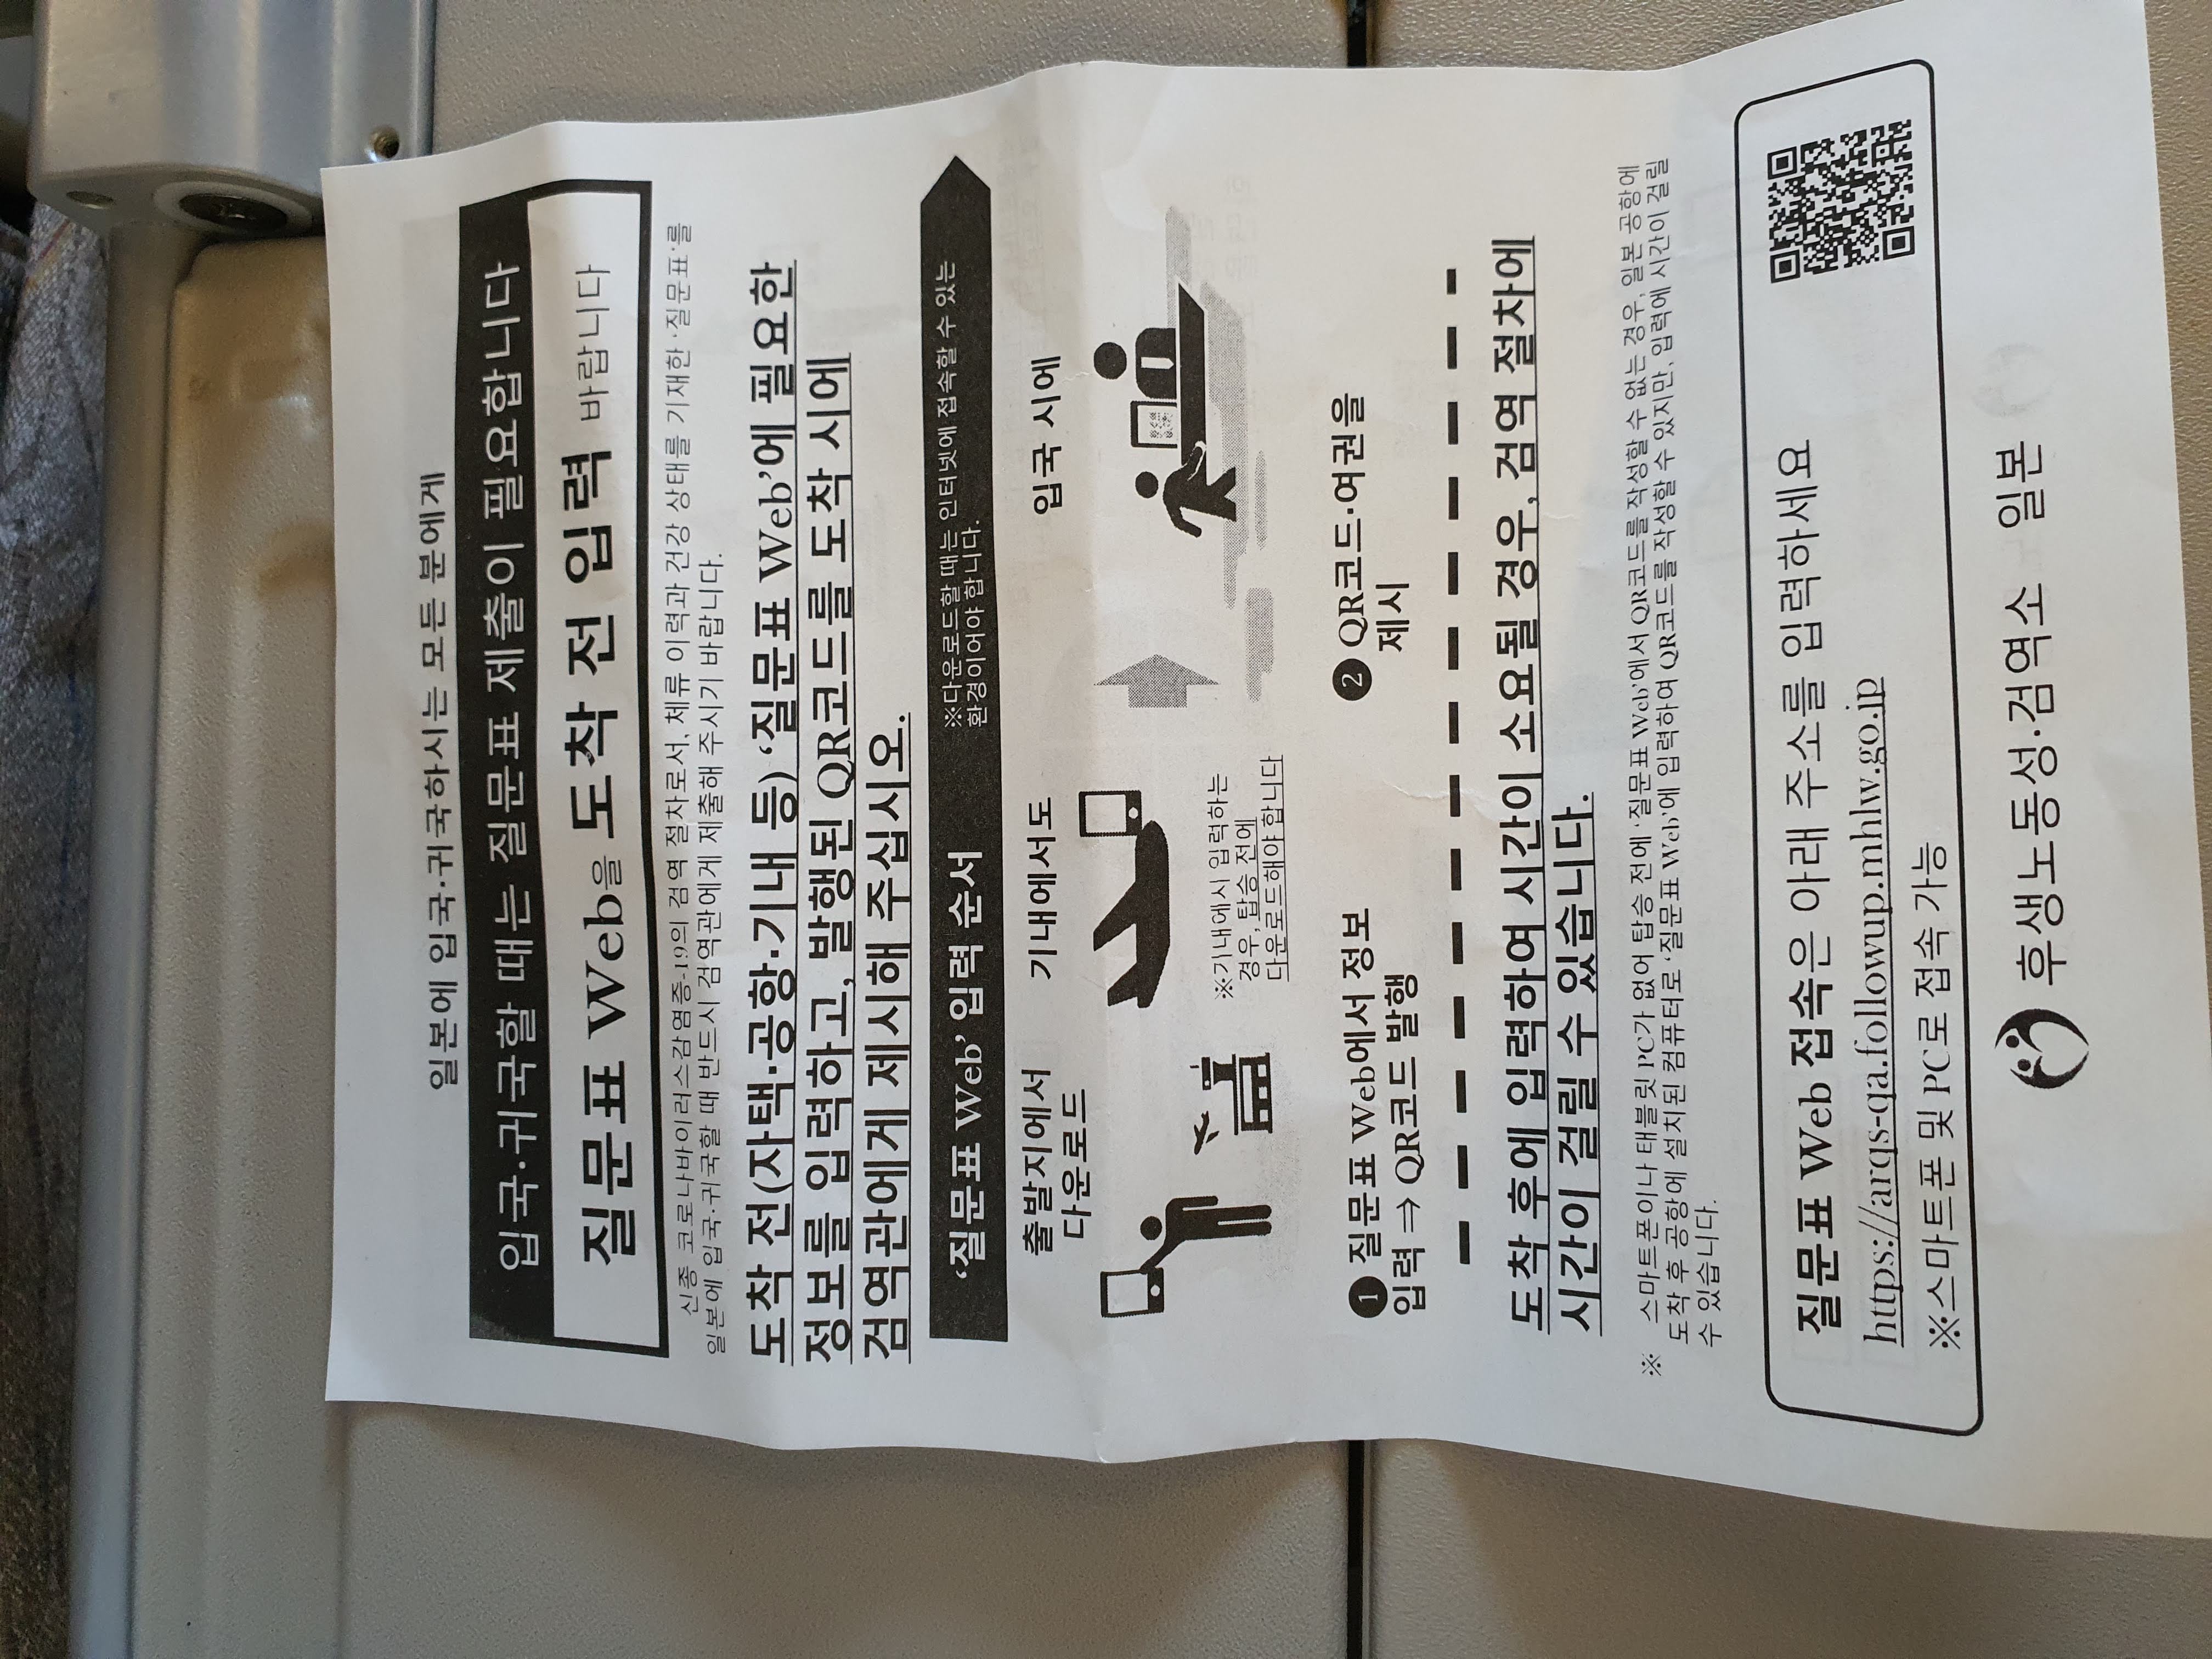 일본에 입국·귀국하시는 모든 분에게
입국·귀국할 때는 질문표 제출이 필요합니다
질문표 Web을 도착 전 입력 바랍니다
신종 코로나바이러스감염증-19의 검역 절차로서, 체류 이력과 건강 상태를 기재한 ‘질문표’를
일본에 입국·귀국할 때 반드시 검역관에게 제출해 주시기 바랍니다.
도착 전(자택·공항·기내 등) ‘질문표 Web’에 필요한
정보를 입력하고, 발행된 QR코드를 도착 시에
검역관에게 제시해 주십시오.
‘질문표 Web’ 입력 순서
※다운로드할 때는 인터넷에 접속할 수 있는
환경이어야 합니다.
출발지에서
다운로드
기내에서도
※기내에서 입력하는
경우, 탑승 전에
다운로드해야 합니다
입국 시에
❶ 질문표 Web에서 정보
입력 ⇒ QR코드 발행
❷ QR코드·여권을
제시
도착 후에 입력하여 시간이 소요될 경우, 검역 절차에
시간이 걸릴 수 있습니다.
※ 스마트폰이나 태블릿 PC가 없어 탑승 전에 ‘질문표 Web’에서 QR코드를 작성할 수 없는 경우, 일본 공항에
도착 후 공항에 설치된 컴퓨터로 ‘질문표 Web’에 입력하여 QR코드를 작성할 수 있지만, 입력에 시간이 걸릴
수 있습니다.
질문표 Web 접속은 아래 주소를 입력하세요
https://arqs-qa.followup.mhlw.go.jp
※스마트폰 및 PC로 접속 가능
후생노동성·검역소 일본